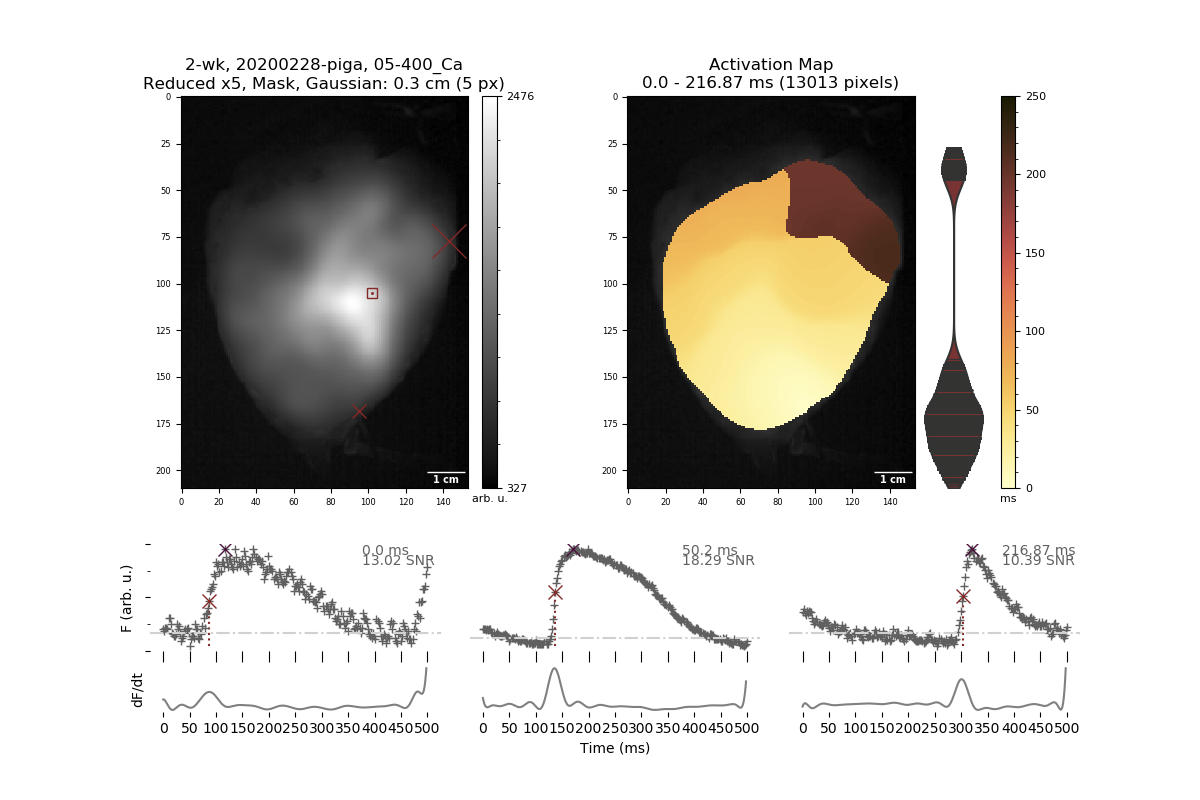 2-wk, 20200228-piga, 05-400_Ca
Reduced x5, Mask, Gaussian: 0.3 cm (5 px)
Activation Map
0.0 - 216.87 ms (13013 pixels)
0
25
50
75
100
125
150
175
200
0 20 40 60 80 100 120 140
1 cm
2476
327
arb. u.
0
25
50
75
100
125
150
175
200
0 20 40 60 80 100 120 140
1 cm
250
200
150
100
50
0
ms
F (arb. u.)
0.0 ms
13.02 SNR
50.2 ms
18.29 SNR
216.87 ms
10.39 SNR
dF/dt
0 50 100 150 200 250 300 350 400 450 500
0 50 100 150 200 250 300 350 400 450 500
0 50 100 150 200 250 300 350 400 450 500
Time (ms)